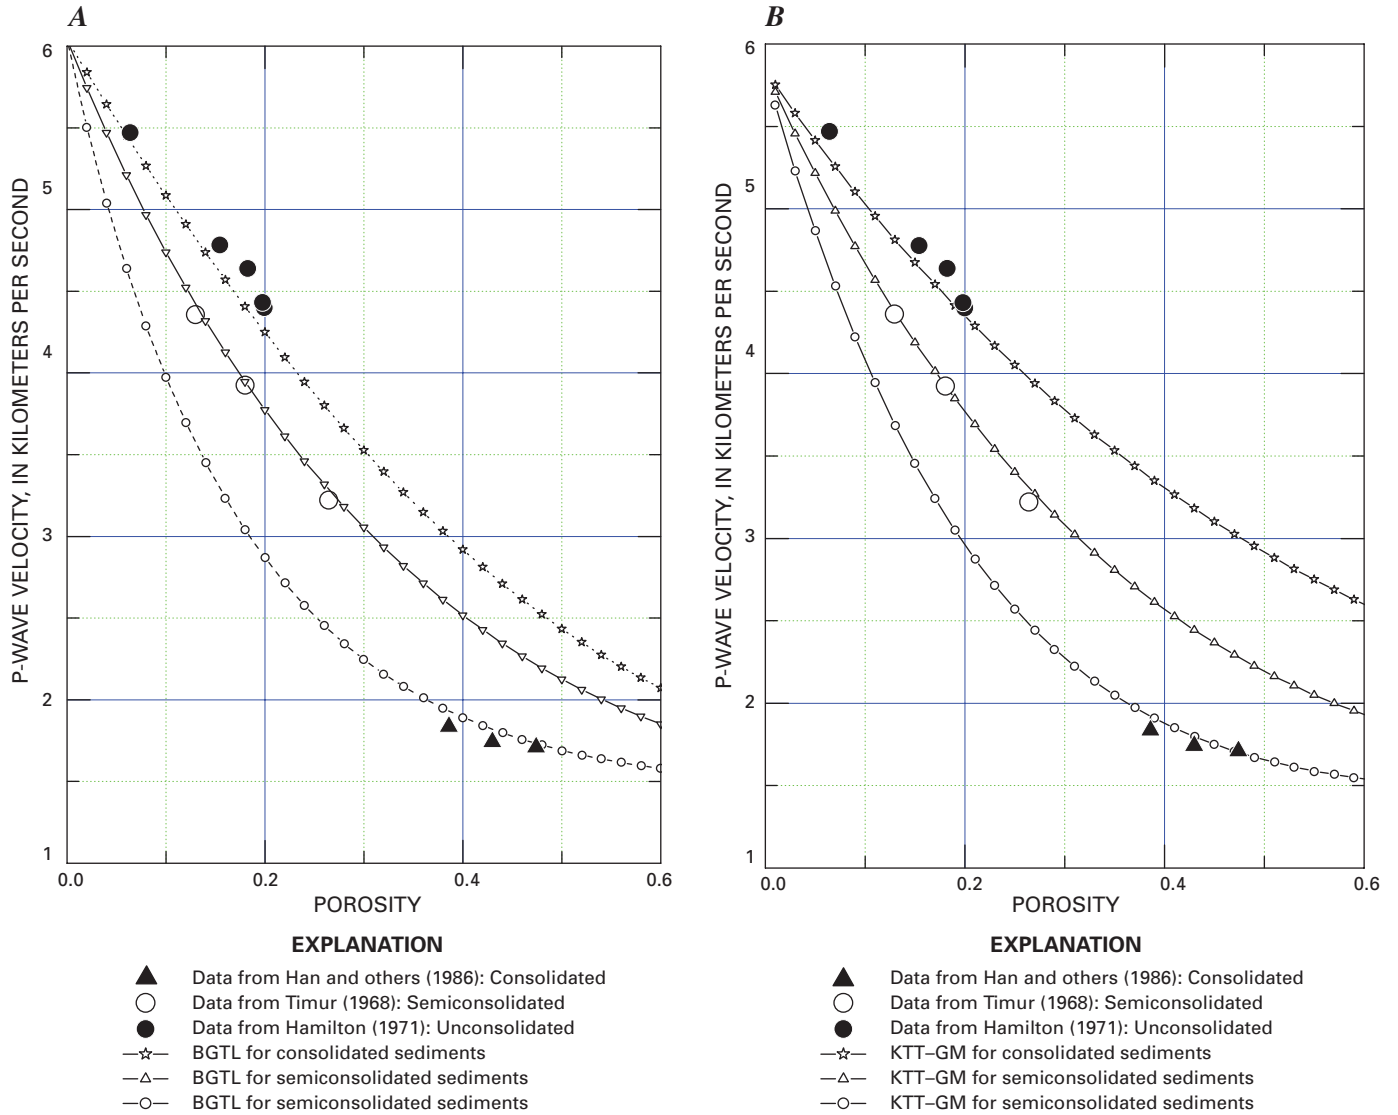 A
P-WAVE VELOCITY, IN KILOMETERS PER SECOND
6
5
4
3
2
1
0.0 0.2 0.4 0.6
POROSITY
EXPLANATION
Data from Han and others (1986): Consolidated
Data from Timur (1968): Semiconsolidated
Data from Hamilton (1971): Unconsolidated
BGTL for consolidated sediments
BGTL for semiconsolidated sediments
BGTL for semiconsolidated sediments
B
P-WAVE VELOCITY, IN KILOMETERS PER SECOND
6
5
4
3
2
1
0.0 0.2 0.4 0.6
POROSITY
EXPLANATION
Data from Han and others (1986): Consolidated
Data from Timur (1968): Semiconsolidated
Data from Hamilton (1971): Unconsolidated
KTT–GM for consolidated sediments
KTT–GM for semiconsolidated sediments
KTT–GM for semiconsolidated sediments